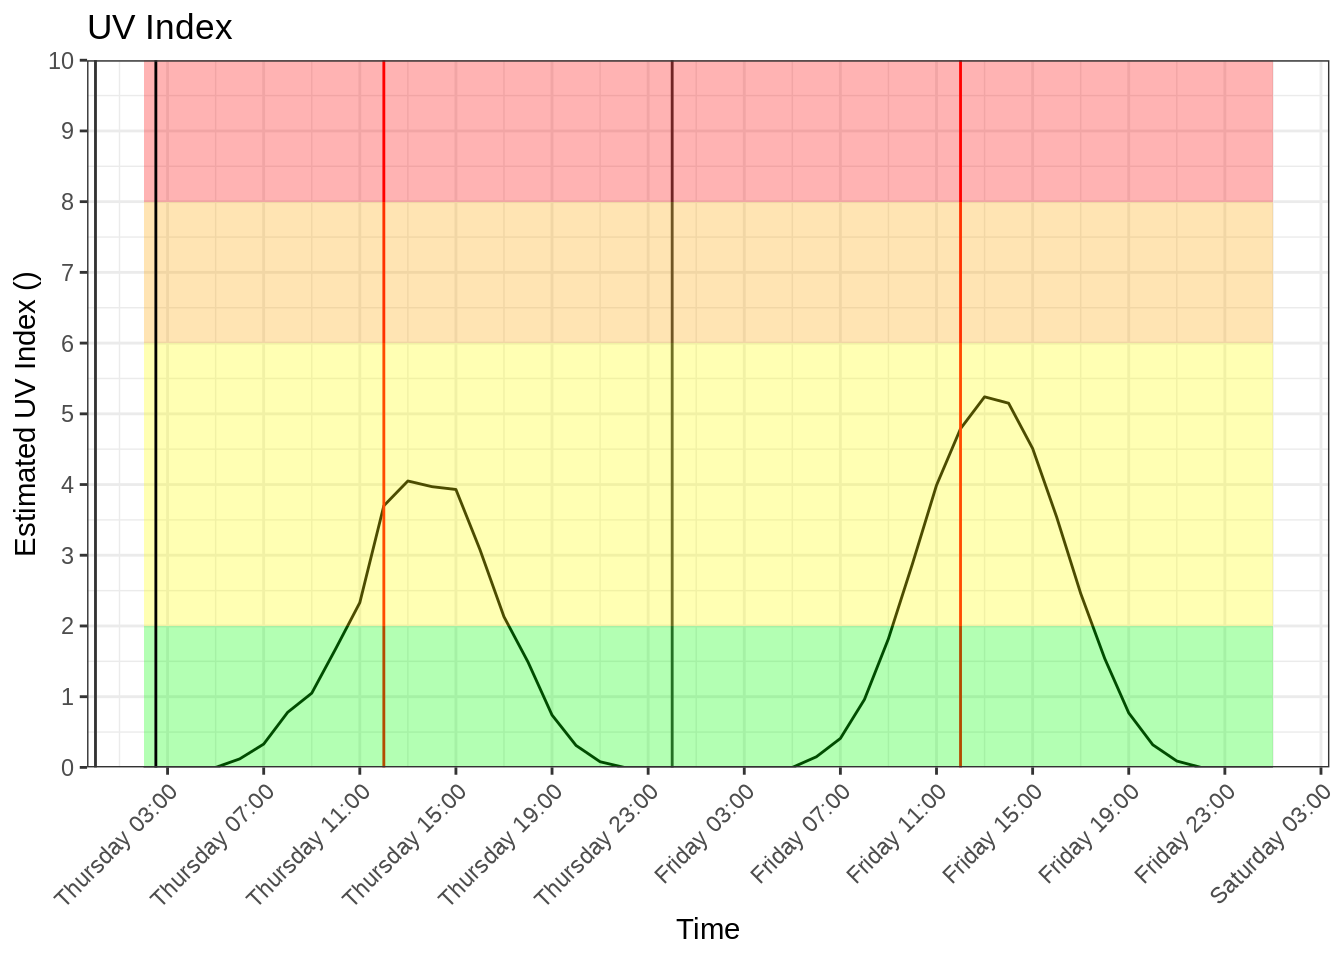 UV Index
Estimated UV Index ()
10
9
8
7
6
5
4
3
2
1
0
Thursday 03:00
Thursday 07:00
Thursday 11:00
Thursday 15:00
Thursday 19:00
Thursday 23:00
Friday 03:00
Friday 07:00
Friday 11:00
Friday 15:00
Friday 19:00
Friday 23:00
Saturday 03:00
Time